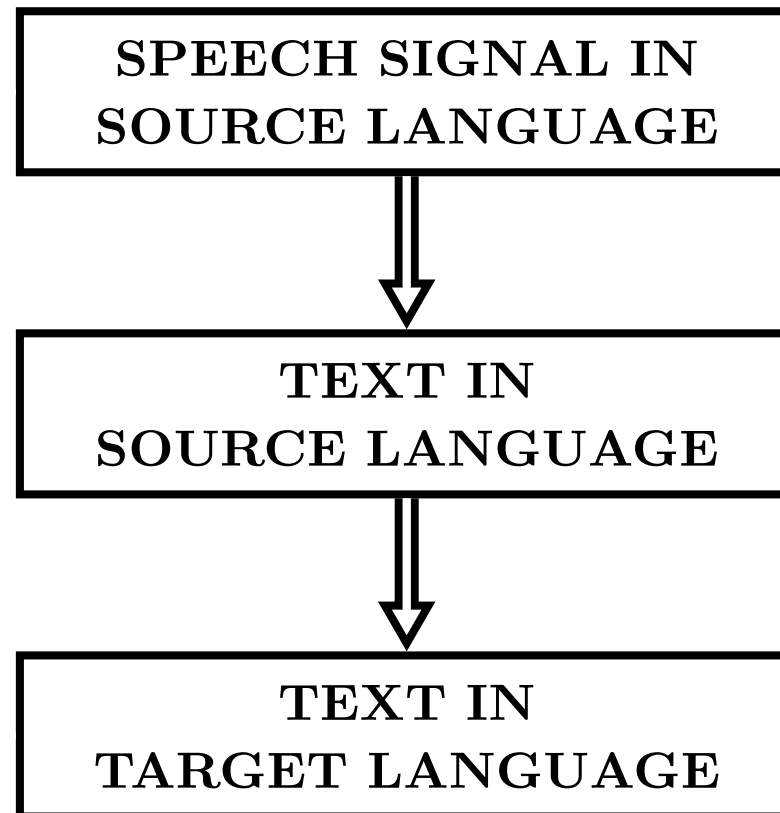 SPEECH SIGNAL IN
SOURCE LANGUAGE
TEXT IN
SOURCE LANGUAGE
TEXT IN
TARGET LANGUAGE